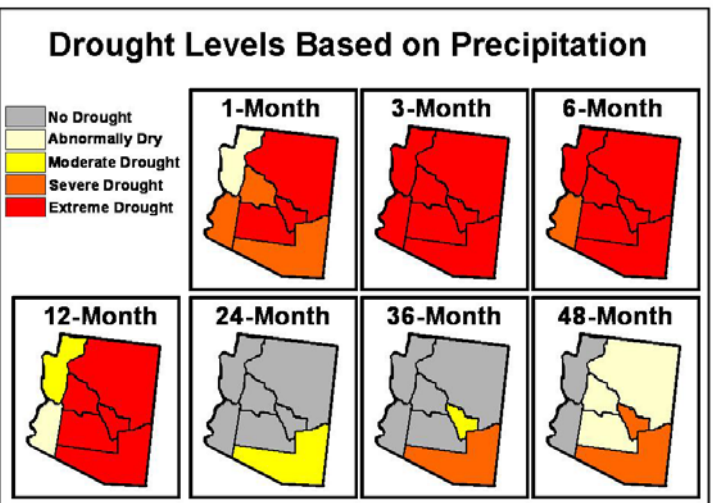 Drought Levels Based on Precipitation
No Drought
Abnormally Dry
Moderate Drought
Severe Drought
Extreme Drought
1-Month
3-Month
6-Month
12-Month
24-Month
36-Month
48-Month